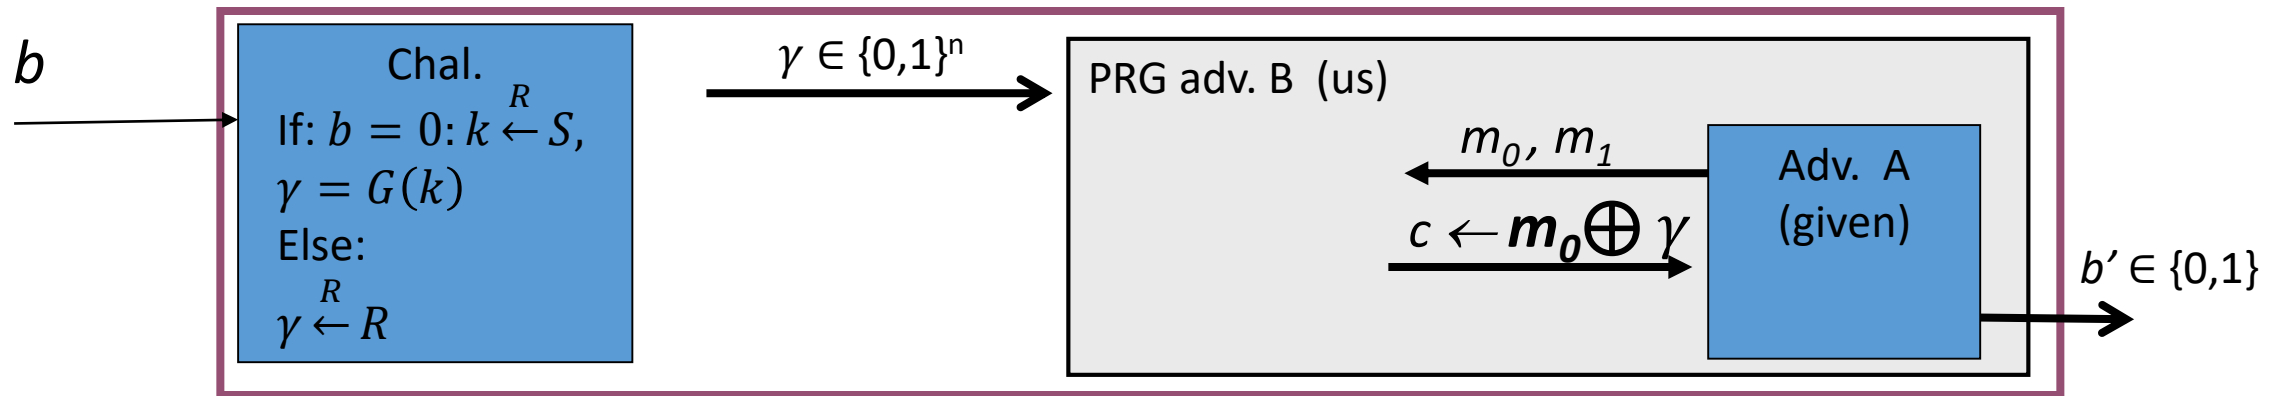 b
Chal.
If: b = 0: k ←ᴿ S,
γ = G(k)
Else:
γ ←ᴿ R
γ ∈ {0,1}ⁿ
PRG adv. B (us)
m₀, m₁
c ← m₀⊕ γ
Adv. A
(given)
b’ ∈ {0,1}